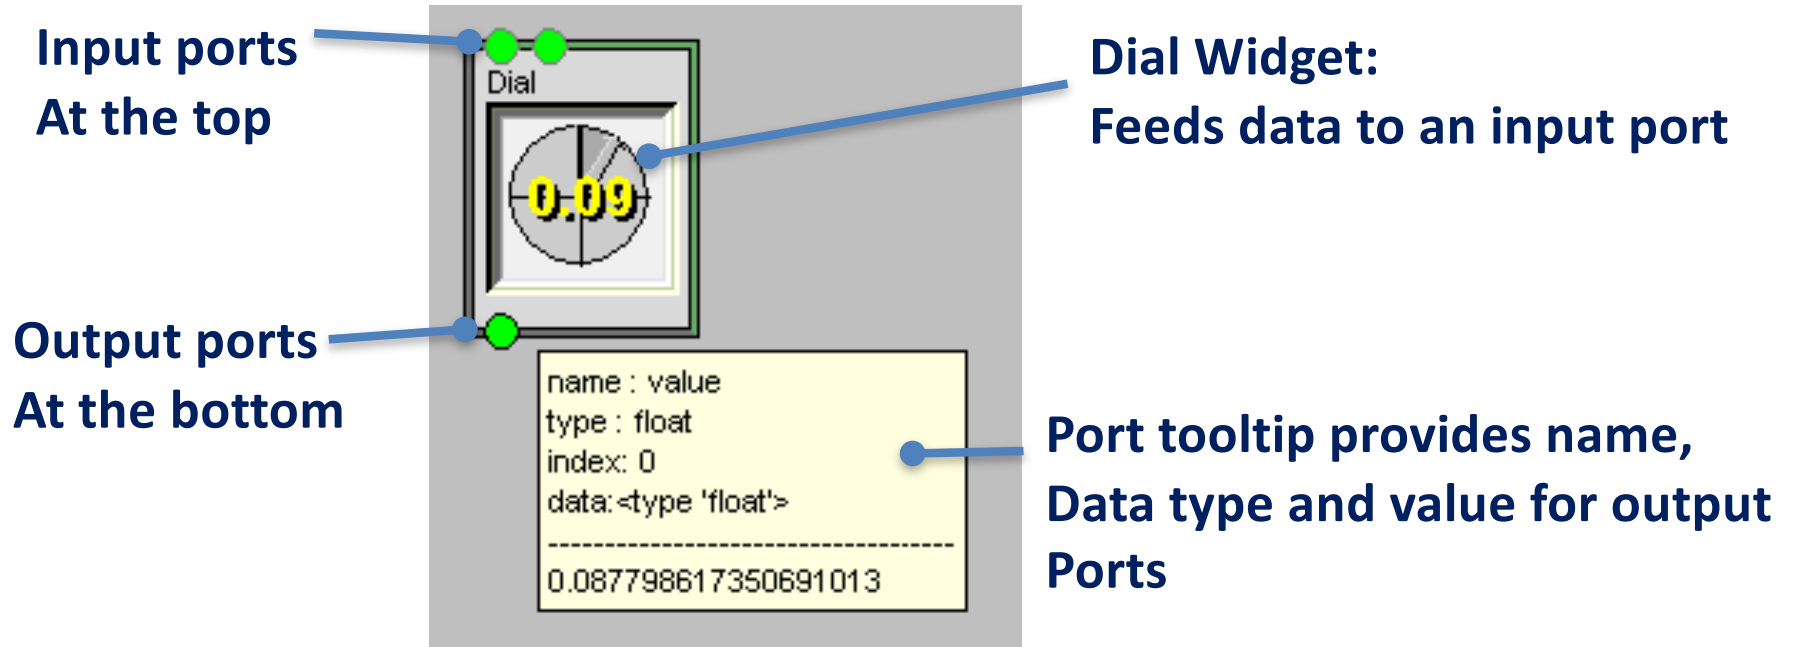 Input ports
At the top
Dial
0.09
Dial Widget:
Feeds data to an input port
Output ports
At the bottom
name : value
type : float
index: 0
data:<type 'float'>
----------------------------------
0.087798617350691013
Port tooltip provides name,
Data type and value for output
Ports